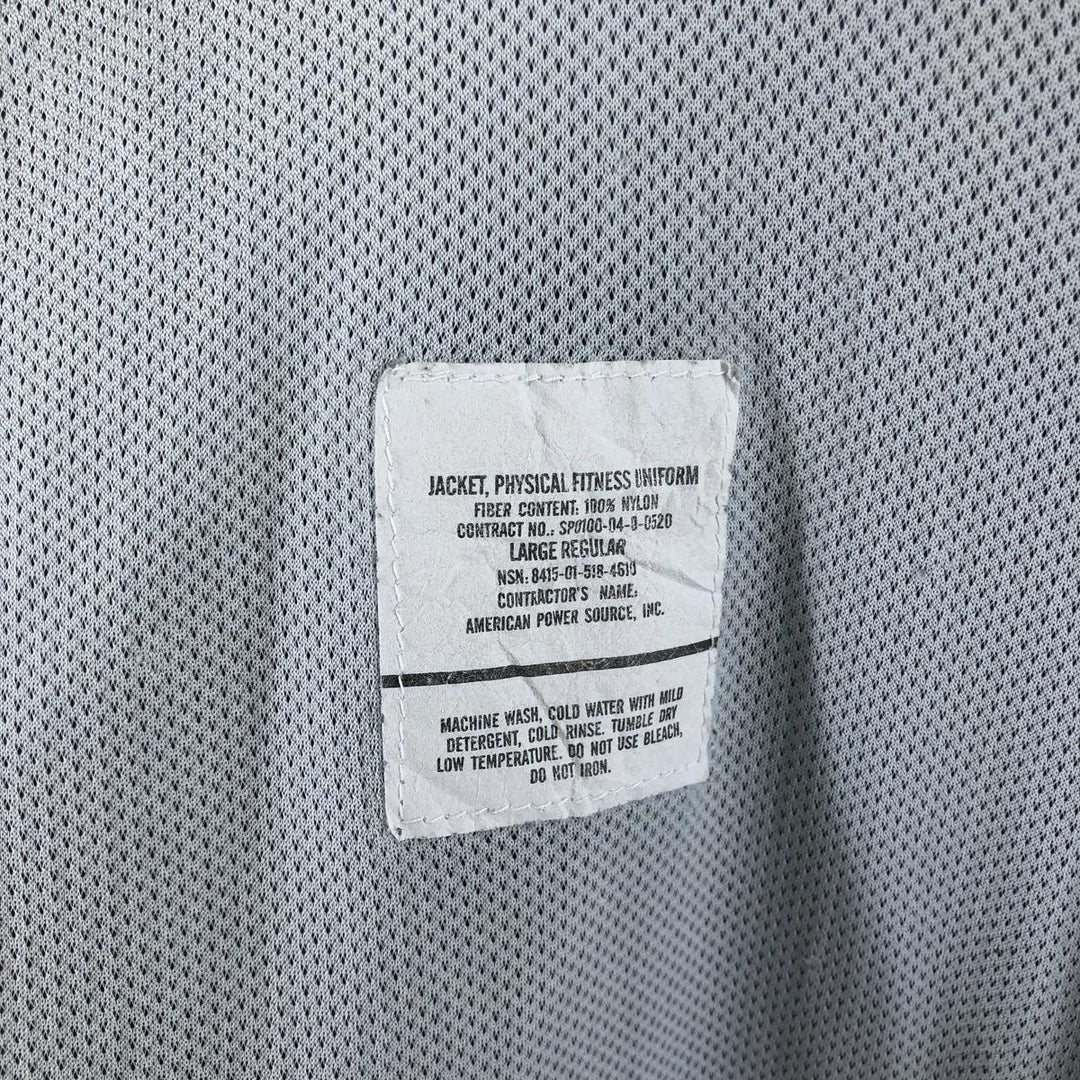 JACKET, PHYSICAL FITNESS UNIFORM
FIBER CONTENT: 100% NYLON
CONTRACT NO.: SP0100-04-D-0520
LARGE REGULAR
NSN: 8415-01-518-4610
CONTRACTOR'S NAME:
AMERICAN POWER SOURCE, INC.
MACHINE WASH, COLD WATER WITH MILD
DETERGENT, COLD RINSE. TUMBLE DRY
LOW TEMPERATURE. DO NOT USE BLEACH,
DO NOT IRON.